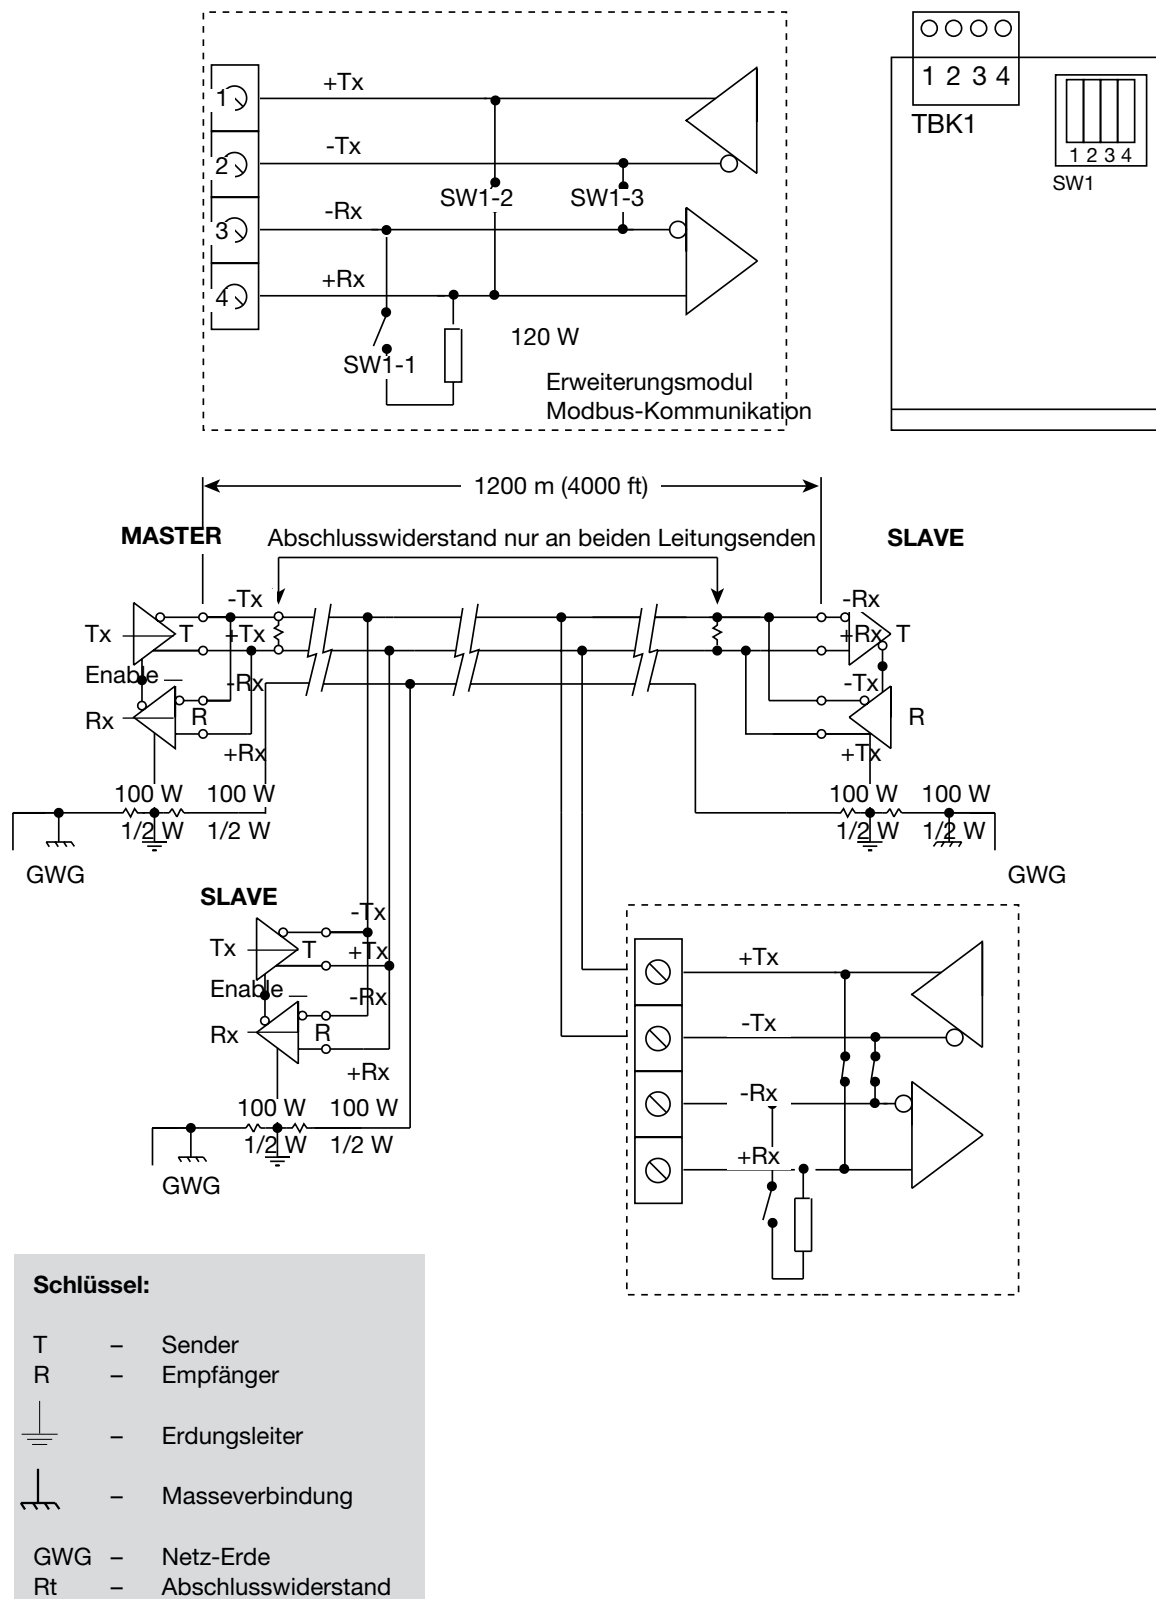 1
+Tx
2
-Tx
SW1-2
SW1-3
3
-Rx
4
+Rx
120 W
SW1-1
Erweiterungsmodul
Modbus-Kommunikation
1 2 3 4
TBK1
1 2 3 4
SW1
1200 m (4000 ft)
MASTER
Abschlusswiderstand nur an beiden Leitungsenden
SLAVE
-Tx
-Rx
Tx
T
+Tx
+Rx
T
Enable
-Rx
-Tx
Rx
R
R
+Rx
+Tx
100 W
100 W
100 W
100 W
1/2 W
1/2 W
1/2 W
1/2 W
GWG
GWG
SLAVE
-Tx
Tx
T
+Tx
+Tx
Enable
-Rx
-Tx
Rx
R
+Rx
-Rx
100 W
100 W
1/2 W
1/2 W
+Rx
GWG
Schlüssel:
T – Sender
R – Empfänger
– Erdungsleiter
– Masseverbindung
GWG – Netz-Erde
Rt – Abschlusswiderstand